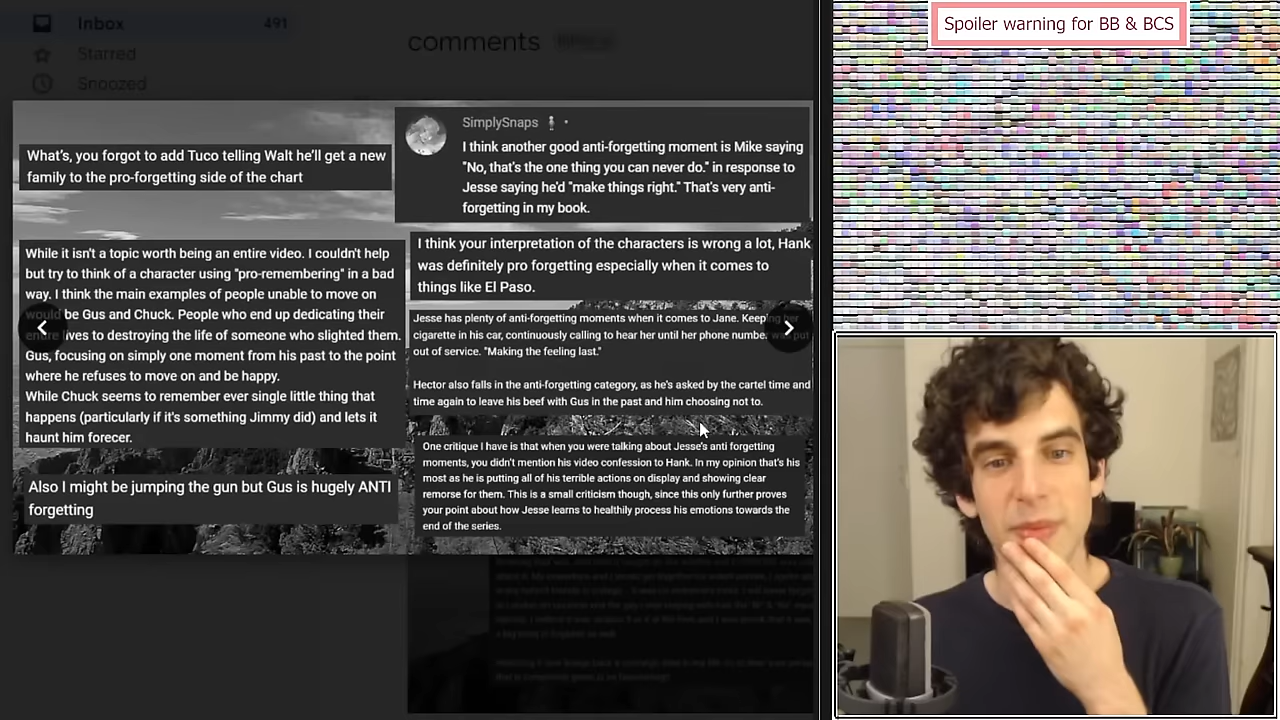 Inbox 491
Starred
Snoozed
comments
Spoiler warning for BB & BCS
What's, you forgot to add Tuco telling Walt he'll get a new
family to the pro-forgetting side of the chart
SimplySnaps
I think another good anti-forgetting moment is Mike saying
"No, that's the one thing you can never do." in response to
Jesse saying he'd "make things right." That's very anti-
forgetting in my book.
While it isn't a topic worth being an entire video. I couldn't help
but try to think of a character using "pro-remembering" in a bad
way. I think the main examples of people unable to move on
would be Gus and Chuck. People who end up dedicating their
entire lives to destroying the life of someone who slighted them.
Gus, focusing on simply one moment from his past to the point
where he refuses to move on and be happy.
While Chuck seems to remember ever single little thing that
happens (particularly if it's something Jimmy did) and lets it
haunt him forecer.
Also I might be jumping the gun but Gus is hugely ANTI
forgetting
I think your interpretation of the characters is wrong a lot, Hank
was definitely pro forgetting especially when it comes to
things like El Paso.
Jesse has plenty of anti-forgetting moments when it comes to Jane. Keeping her
cigarette in his car, continuously calling to hear her until her phone number was put
out of service. "Making the feeling last."
Hector also falls in the anti-forgetting category, as he's asked by the cartel time and
time again to leave his beef with Gus in the past and him choosing not to.
One critique I have is that when you were talking about Jesse's anti forgetting
moments, you didn't mention his video confession to Hank. In my opinion that's his
most as he is putting all of his terrible actions on display and showing clear
remorse for them. This is a small criticism though, since this only further proves
your point about how Jesse learns to healthily process his emotions towards the
end of the series.